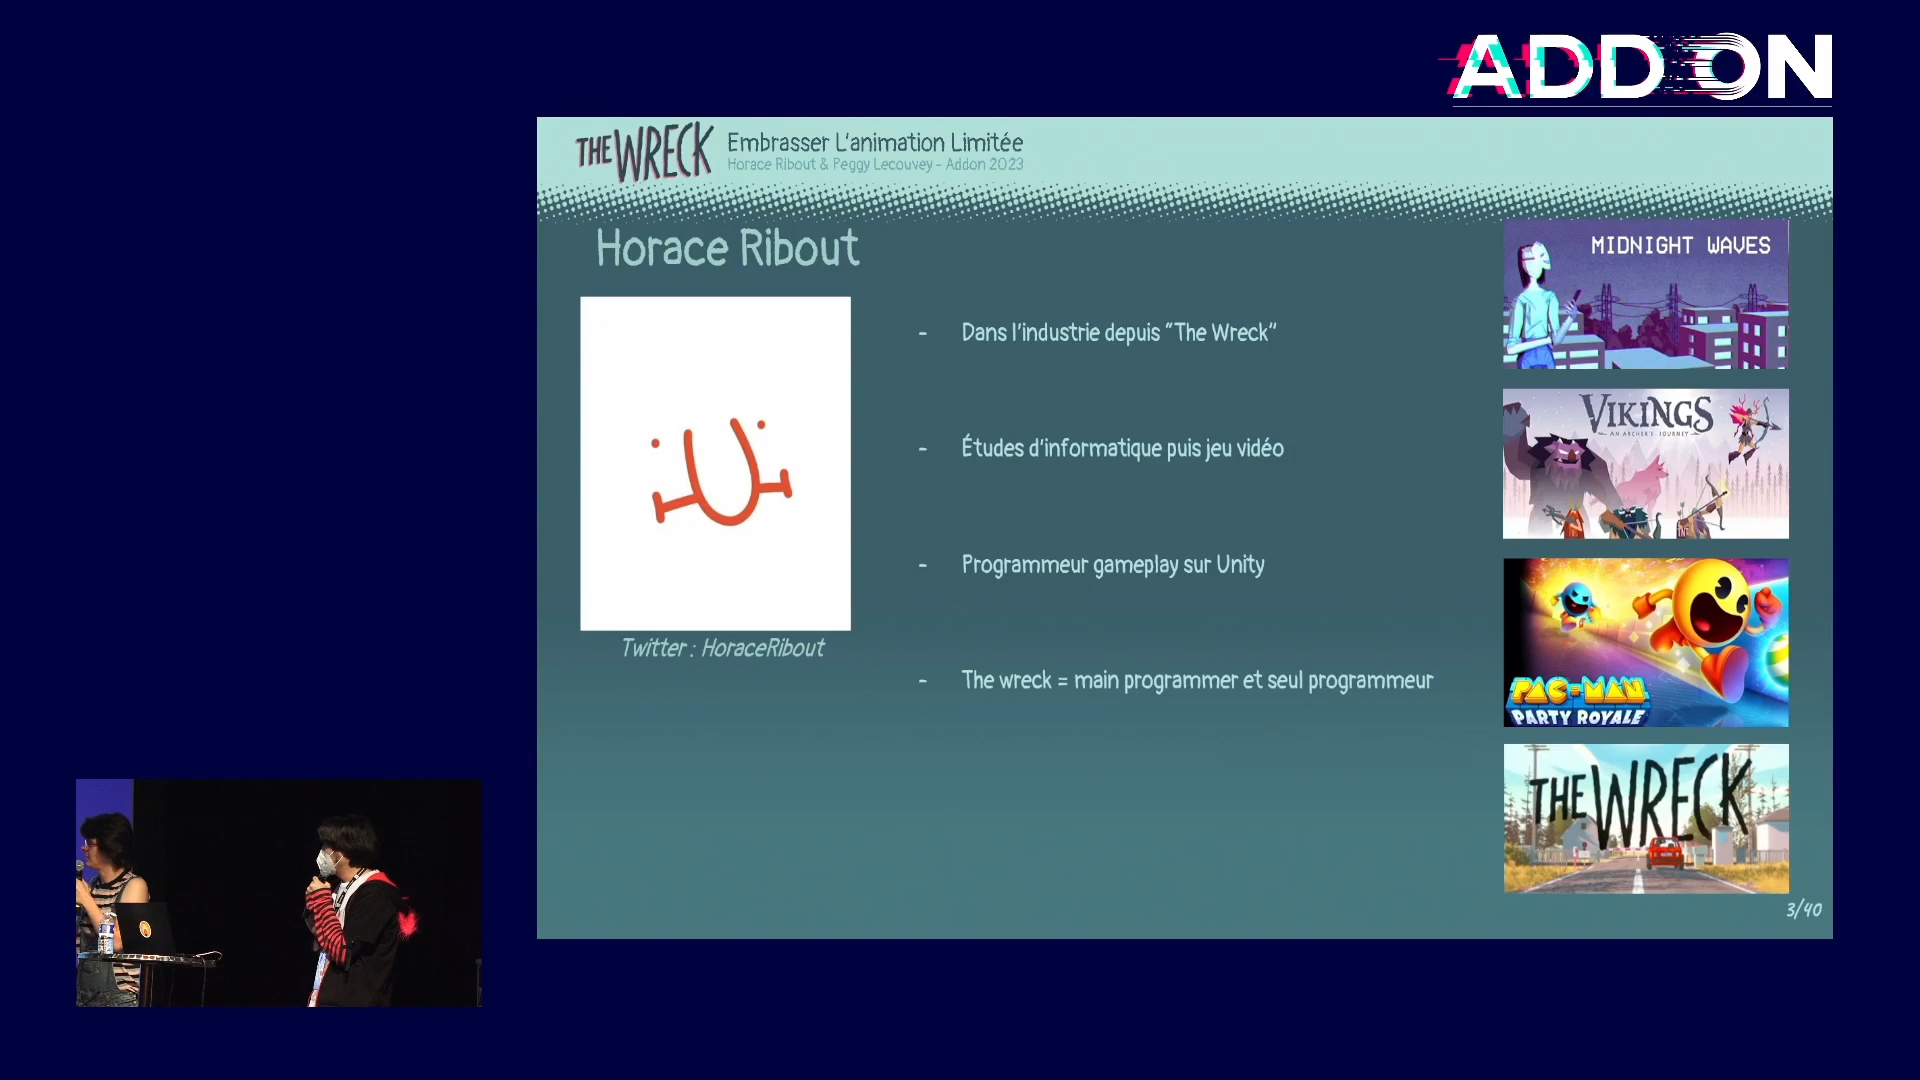 ADD ON
THE WRECK
Embrasser L'animation Limitée
Horace Ribout & Peggy Lecouvey - Addon 2023
Horace Ribout
- Dans l'industrie depuis "The Wreck"
- Études d'informatique puis jeu vidéo
- Programmeur gameplay sur Unity
- The wreck = main programmer et seul programmeur
Twitter : HoraceRibout
MIDNIGHT WAVES
VIKINGS
AN ARCHER'S JOURNEY
PAC-MAN
PARTY ROYALE
THE WRECK
3/40